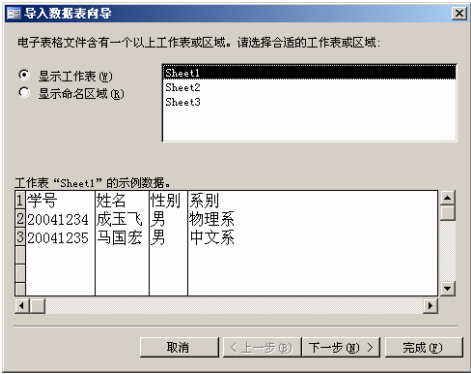 导入数据表向导
电子表格文件含有一个以上工作表或区域。请选择合适的工作表或区域:
显示工作表(W)
显示命名区域(R)
Sheet1
Sheet2
Sheet3
工作表“Sheet1”的示例数据。
1 学号 姓名 性别 系别
2 20041234 成玉飞 男 物理系
3 20041235 马国宏 男 中文系
取消 < 上一步(B) 下一步(N) > 完成(F)